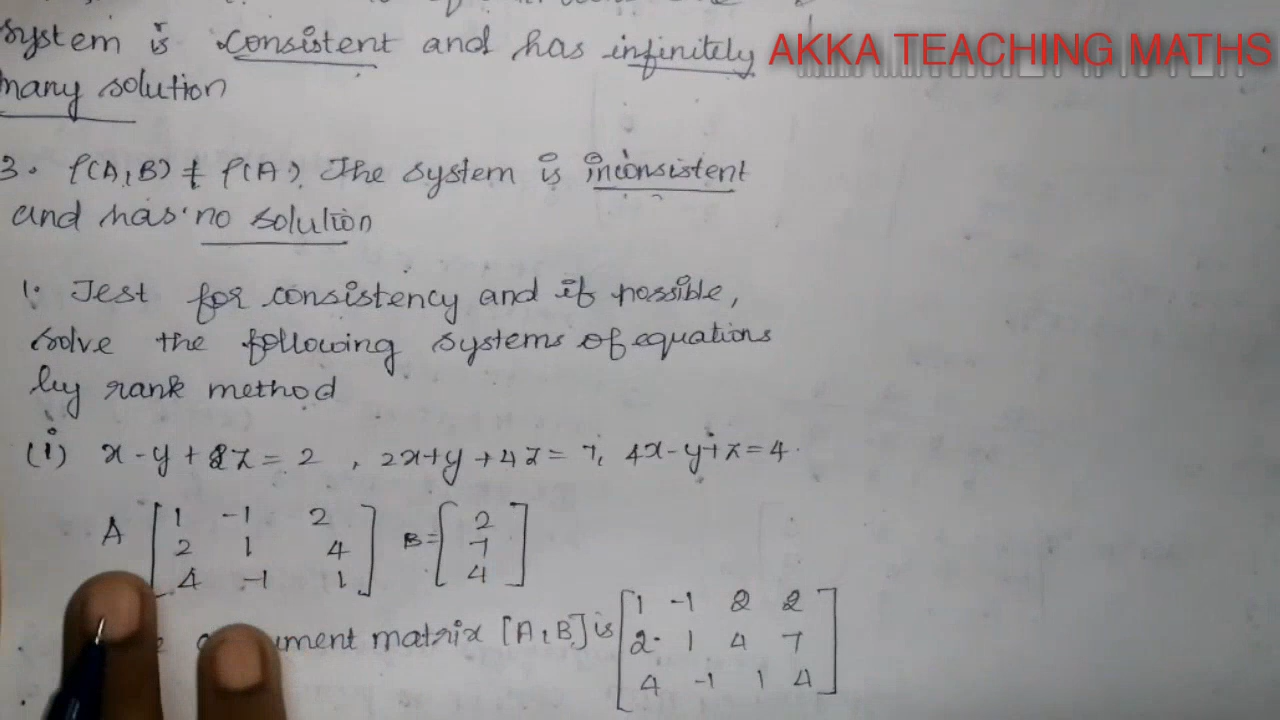 system is consistent and has infinitely
AKKA TEACHING MATHS
many solution
3. ρ(A,B) ≠ ρ(A). The system is inconsistent
and has no solution
1. Test for consistency and if possible,
solve the following systems of equations
by rank method
(i) x - y + 2z = 2 , 2x + y + 4z = 7, 4x - y + z = 4.
A [1 -1 2 B = [2
2 1 4 7
4 -1 1] 4]
ument matrix [A,B] is [1 -1 2 2
2 1 4 7
4 -1 1 4]